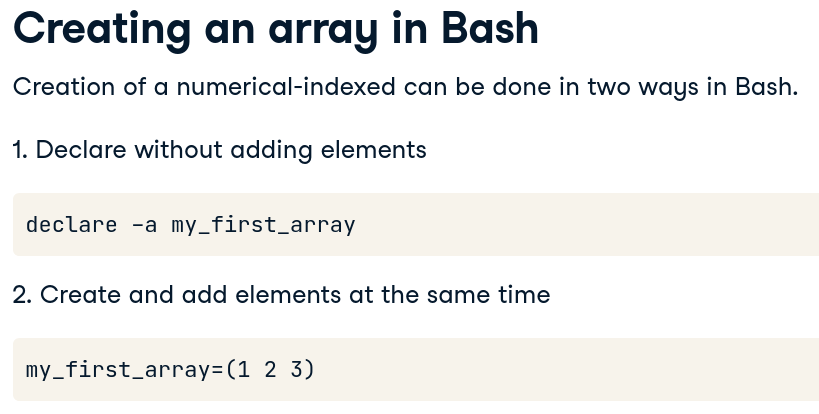 Creating an array in Bash
Creation of a numerical-indexed can be done in two ways in Bash.
1. Declare without adding elements
declare -a my_first_array
2. Create and add elements at the same time
my_first_array=(1 2 3)